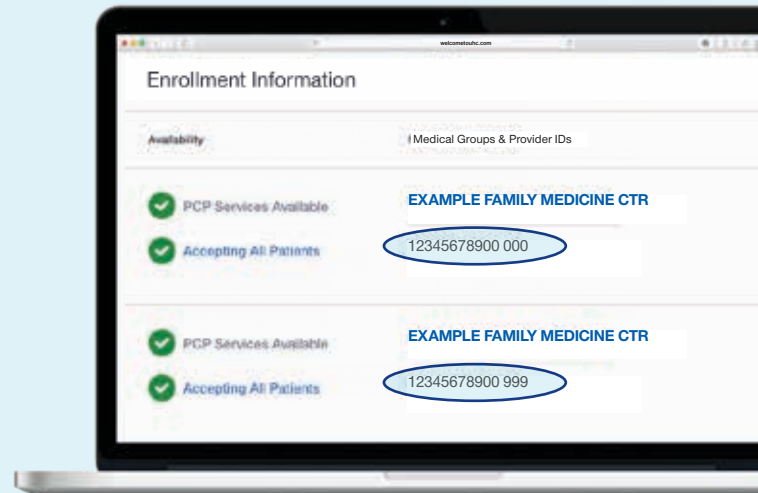 welcometouhc.com
Enrollment Information
Availability
Medical Groups & Provider IDs
PCP Services Available
EXAMPLE FAMILY MEDICINE CTR
Accepting All Patients
12345678900 000
PCP Services Available
EXAMPLE FAMILY MEDICINE CTR
Accepting All Patients
12345678900 999